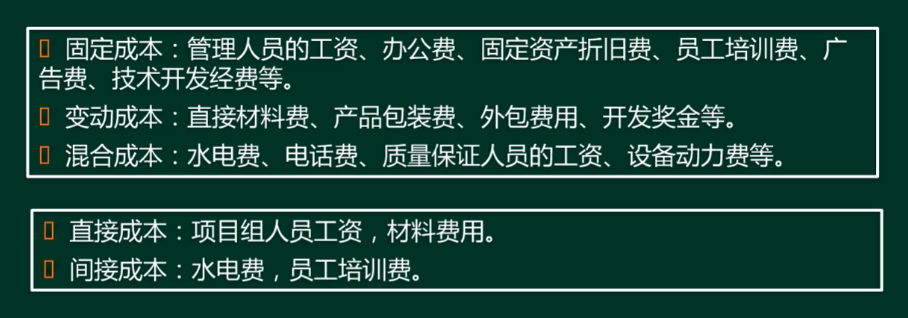 固定成本：管理人员的工资、办公费、固定资产折旧费、员工培训费、广
告费、技术开发经费等。
变动成本：直接材料费、产品包装费、外包费用、开发奖金等。
混合成本：水电费、电话费、质量保证人员的工资、设备动力费等。
直接成本：项目组人员工资，材料费用。
间接成本：水电费，员工培训费。